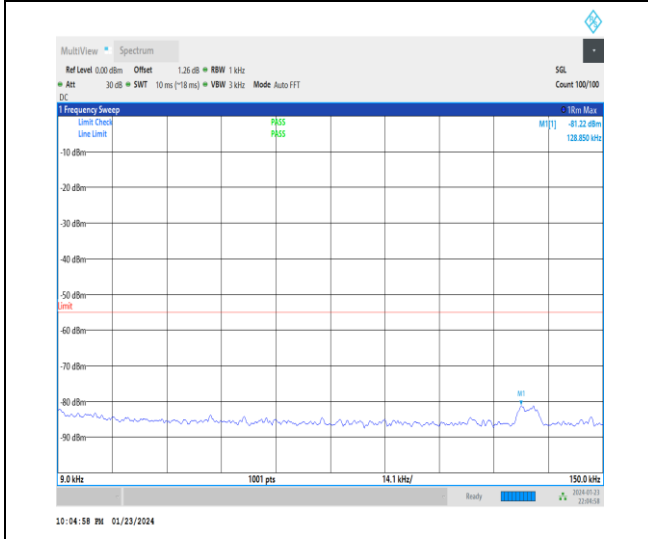 MultiView Spectrum
Ref Level 0.00 dBm Offset 1.26 dB RBW 1 kHz SGL
Att 30 dB SWT 10 ms (~18 ms) VBW 3 kHz Mode Auto FFT Count 100/100
DC
1 Frequency Sweep 1Rm Max
Limit Check PASS M1[1] -81.22 dBm
Line Limit PASS 128.850 kHz
-10 dBm
-20 dBm
-30 dBm
-40 dBm
-50 dBm
Limit
-60 dBm
-70 dBm
M1
-80 dBm
-90 dBm
9.0 kHz 1001 pts 14.1 kHz/ 150.0 kHz
Ready 2024-01-23
22:04:58
10:04:58 PM 01/23/2024